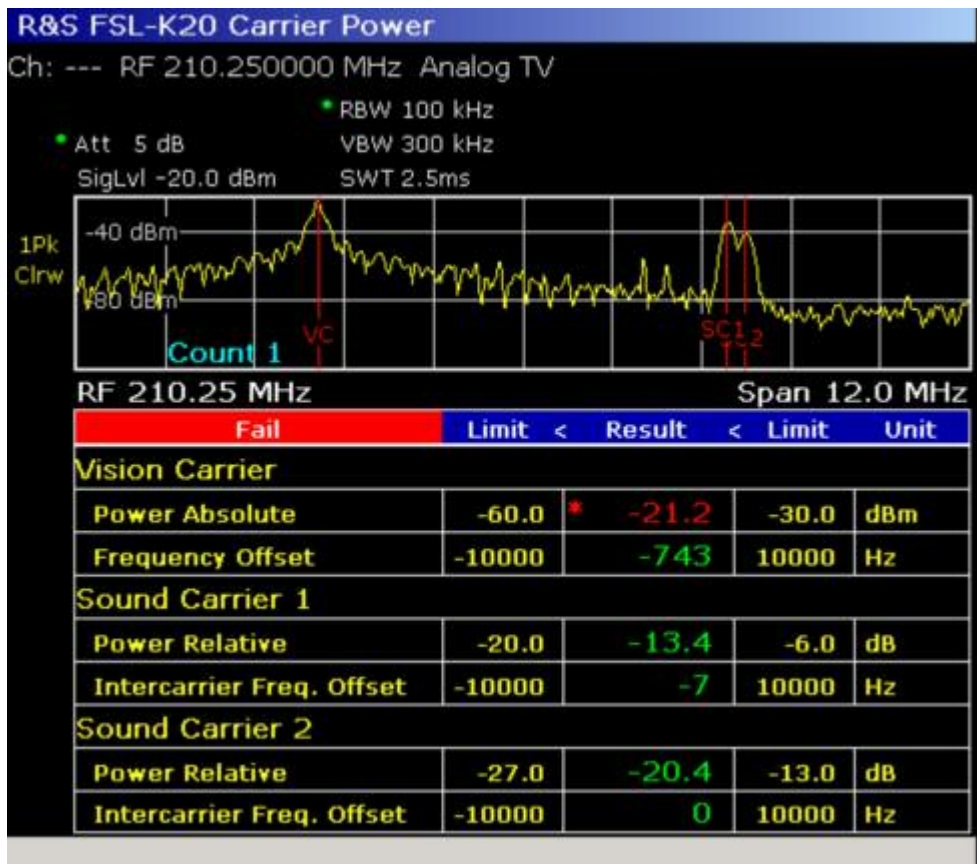 R&S FSL-K20 Carrier Power
Ch: --- RF 210.250000 MHz Analog TV
RBW 100 kHz
Att 5 dB VBW 300 kHz
SigLvl -20.0 dBm SWT 2.5ms
-40 dBm
1Pk
Clrw
-80 dBm
VC
SC1
2
Count 1
RF 210.25 MHz Span 12.0 MHz
Fail Limit < Result < Limit Unit
Vision Carrier
Power Absolute -60.0 * -21.2 -30.0 dBm
Frequency Offset -10000 -743 10000 Hz
Sound Carrier 1
Power Relative -20.0 -13.4 -6.0 dB
Intercarrier Freq. Offset -10000 -7 10000 Hz
Sound Carrier 2
Power Relative -27.0 -20.4 -13.0 dB
Intercarrier Freq. Offset -10000 0 10000 Hz